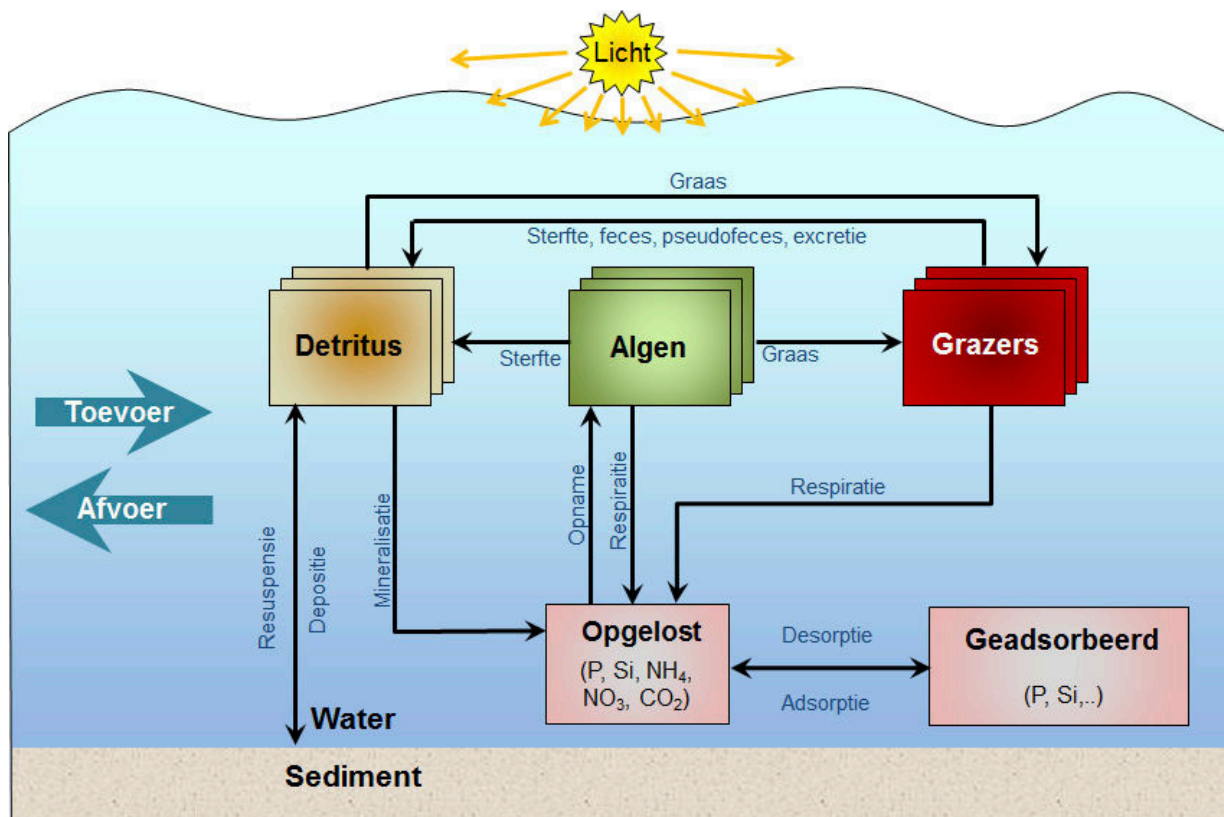 Licht
Graas
Sterfte, feces, pseudofeces, excretie
Detritus
Sterfte
Algen
Graas
Grazers
Toevoer
Afvoer
Resuspensie
Depositie
Mineralisatie
Opname
Respiraitie
Respiratie
Opgelost
(P, Si, NH₄,
NO₃, CO₂)
Desorptie
Adsorptie
Geadsorbeerd
(P, Si,..)
Water
Sediment